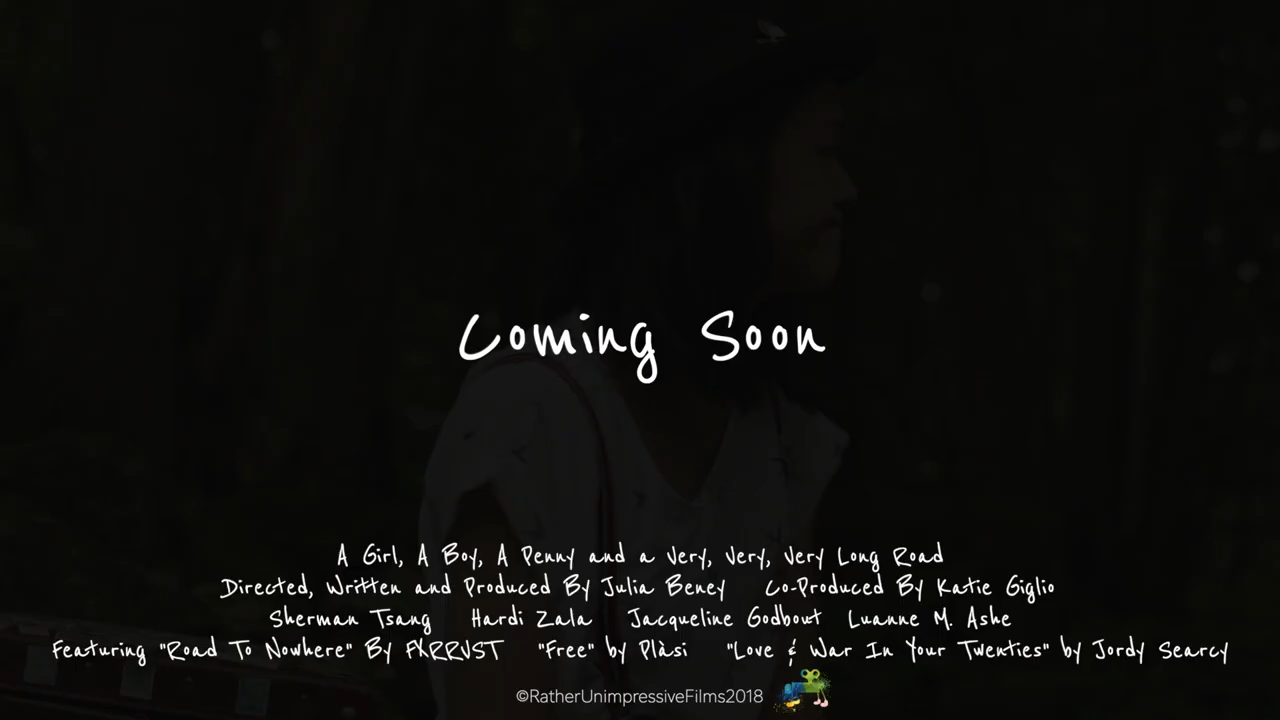 Coming Soon
A Girl, A Boy, A Penny and a Very, Very, Very Long Road
Directed, Written and Produced By Julia Beney Co-Produced By Katie Giglio
Sherman Tsang Hardi Zala Jacqueline Godbout Luanne M. Ashe
Featuring "Road To Nowhere" By FXRRVST "Free" by Plàsi "Love & War In Your Twenties" by Jordy Searcy
©RatherUnimpressiveFilms2018